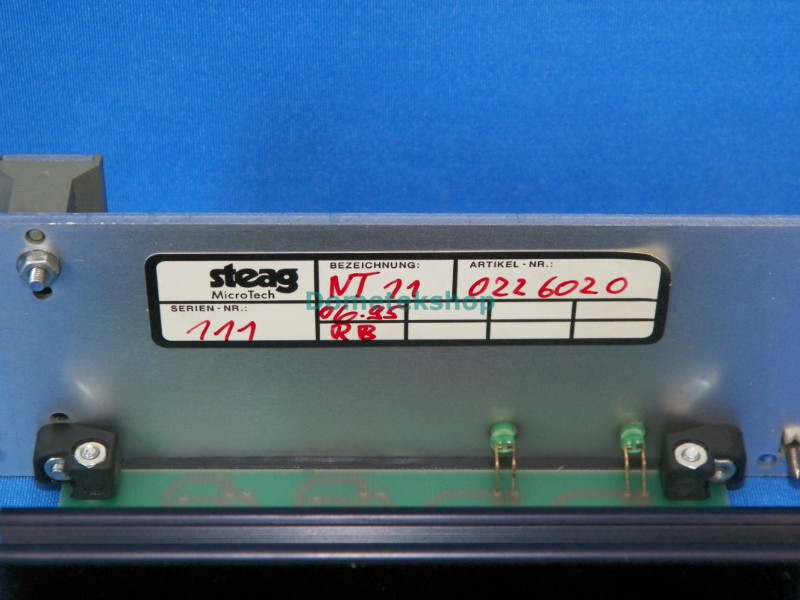 steag
MicroTech
BEZEICHNUNG:
NT 11
ARTIKEL - NR.:
0226020
SERIEN - NR.:
111
06.95
RB
Dometekshop